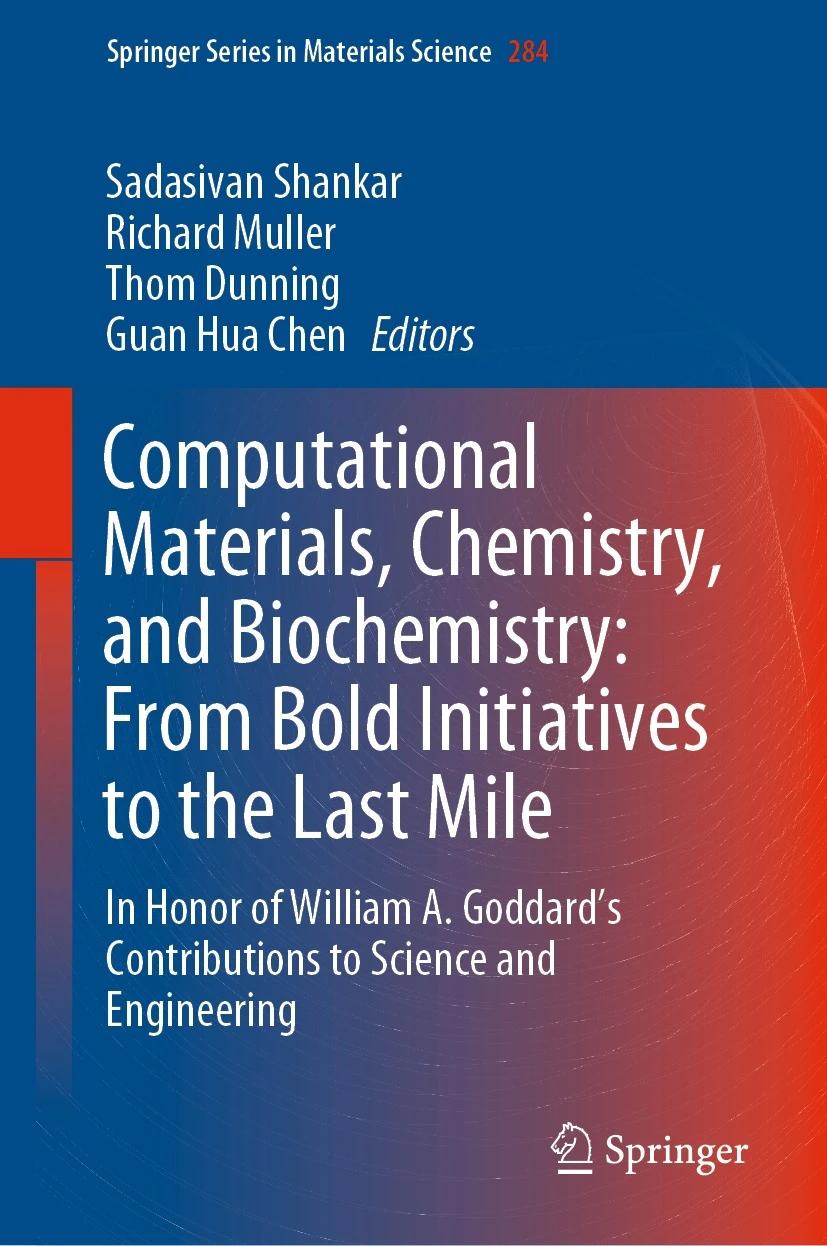 Springer Series in Materials Science 284
Sadasivan Shankar
Richard Muller
Thom Dunning
Guan Hua Chen Editors
Computational
Materials, Chemistry,
and Biochemistry:
From Bold Initiatives
to the Last Mile
In Honor of William A. Goddard’s
Contributions to Science and
Engineering
Springer